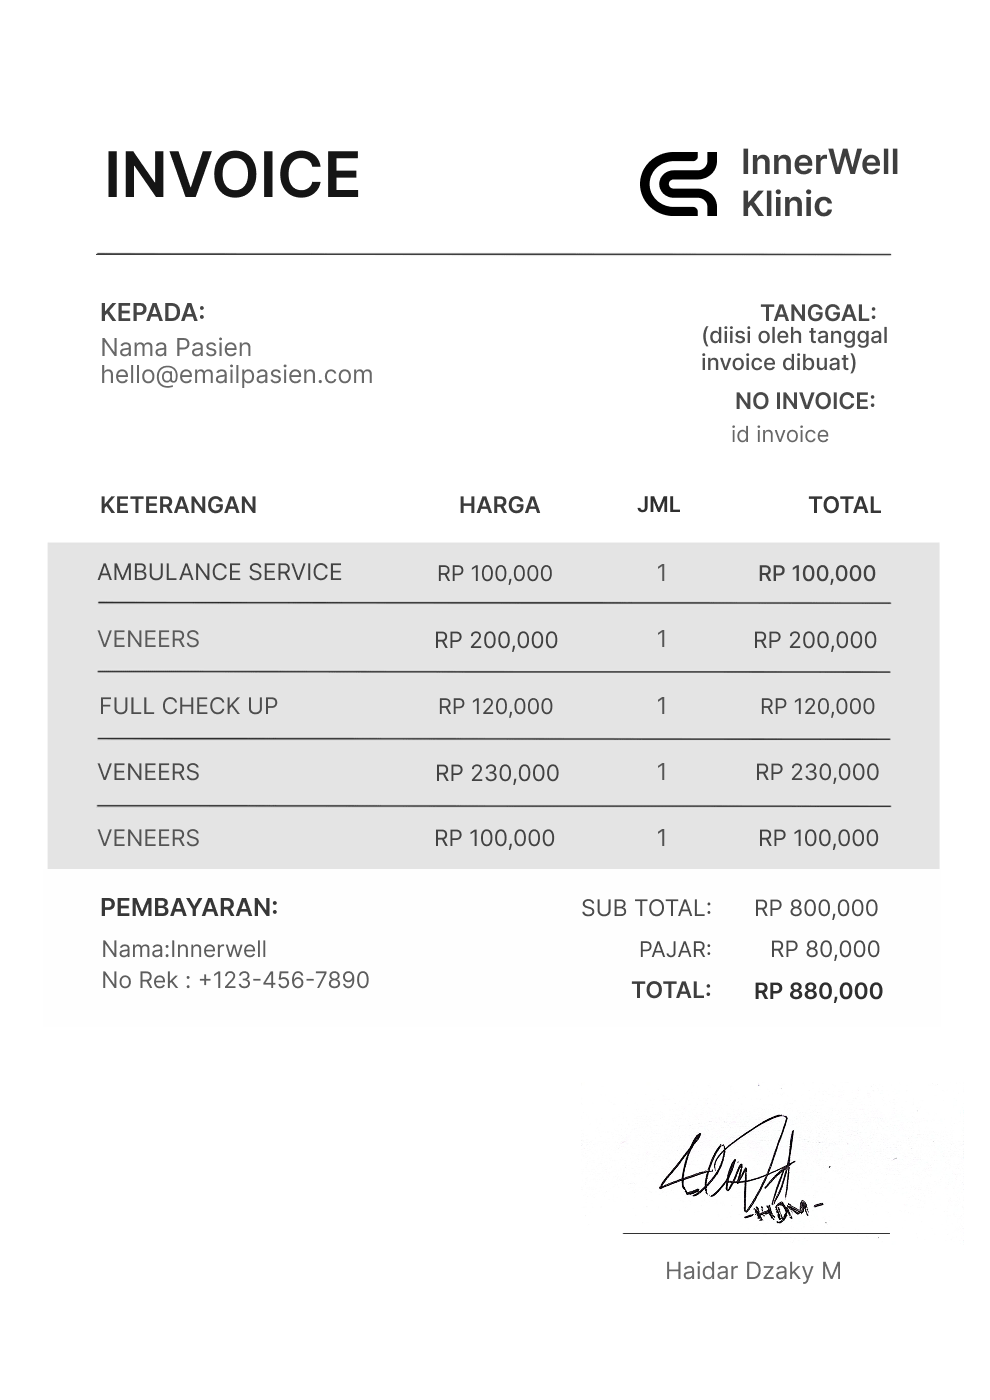 INVOICE
InnerWell
Klinic
KEPADA:
Nama Pasien
hello@emailpasien.com
TANGGAL:
(diisi oleh tanggal
invoice dibuat)
NO INVOICE:
id invoice
KETERANGAN HARGA JML TOTAL
AMBULANCE SERVICE RP 100,000 1 RP 100,000
VENEERS RP 200,000 1 RP 200,000
FULL CHECK UP RP 120,000 1 RP 120,000
VENEERS RP 230,000 1 RP 230,000
VENEERS RP 100,000 1 RP 100,000
PEMBAYARAN:
Nama:Innerwell
No Rek : +123-456-7890
SUB TOTAL: RP 800,000
PAJAR: RP 80,000
TOTAL: RP 880,000
-HDM-
Haidar Dzaky M